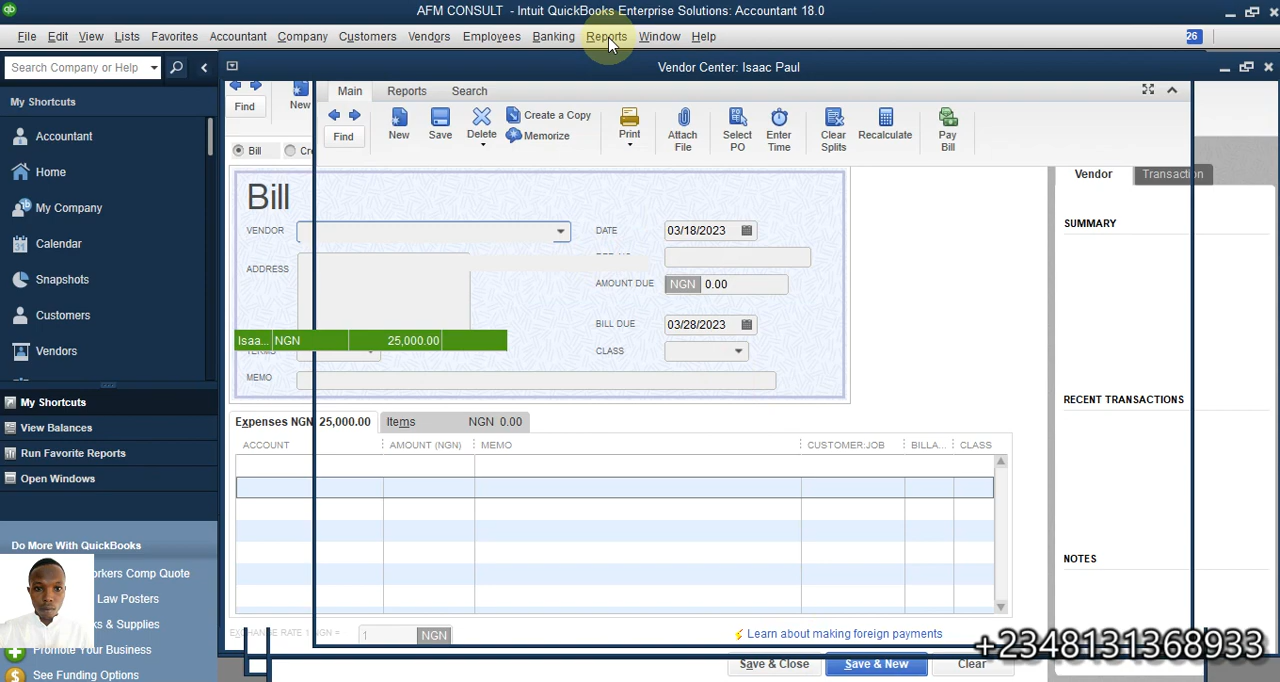 AFM CONSULT - Intuit QuickBooks Enterprise Solutions: Accountant 18.0
File Edit View Lists Favorites Accountant Company Customers Vendors Employees Banking Reports Window Help 26
Search Company or Help
Vendor Center: Isaac Paul
My Shortcuts
Accountant
Home
My Company
Calendar
Snapshots
Customers
Vendors
My Shortcuts
View Balances
Run Favorite Reports
Open Windows
Do More With QuickBooks
orkers Comp Quote
Law Posters
ks & Supplies
Promote Your Business
See Funding Options
Find New
Main Reports Search
Find New Save Delete Create a Copy Memorize Print Attach File Select PO Enter Time Clear Splits Recalculate Pay Bill
Bill Cre
Bill
VENDOR DATE 03/18/2023
ADDRESS
AMOUNT DUE NGN 0.00
BILL DUE 03/28/2023
Isaa... NGN 25,000.00
TERMS CLASS
MEMO
Expenses NGN 25,000.00 Items NGN 0.00
ACCOUNT AMOUNT (NGN) MEMO CUSTOMER:JOB BILLA... CLASS
EXCHANGE RATE 1 NGN = 1 NGN
Learn about making foreign payments
Save & Close Save & New Clear
Vendor Transaction
SUMMARY
RECENT TRANSACTIONS
NOTES
+2348131368933